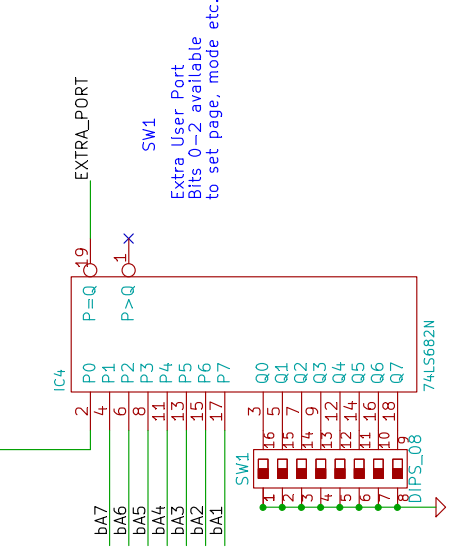 EXTRA_PORT
SW1
Extra User Port
Bits 0-2 available
to set page, mode etc.
19
1
P=Q
P>Q
IC4
P0
P1
P2
P3
P4
P5
P6
P7
Q0
Q1
Q2
Q3
Q4
Q5
Q6
Q7
74LS682N
2
4
6
8
11
13
15
17
3
5
7
9
12
14
16
18
bA7
bA6
bA5
bA4
bA3
bA2
bA1
SW1
16
15
14
13
12
11
10
9
DIPS_08
1
2
3
4
5
6
7
8